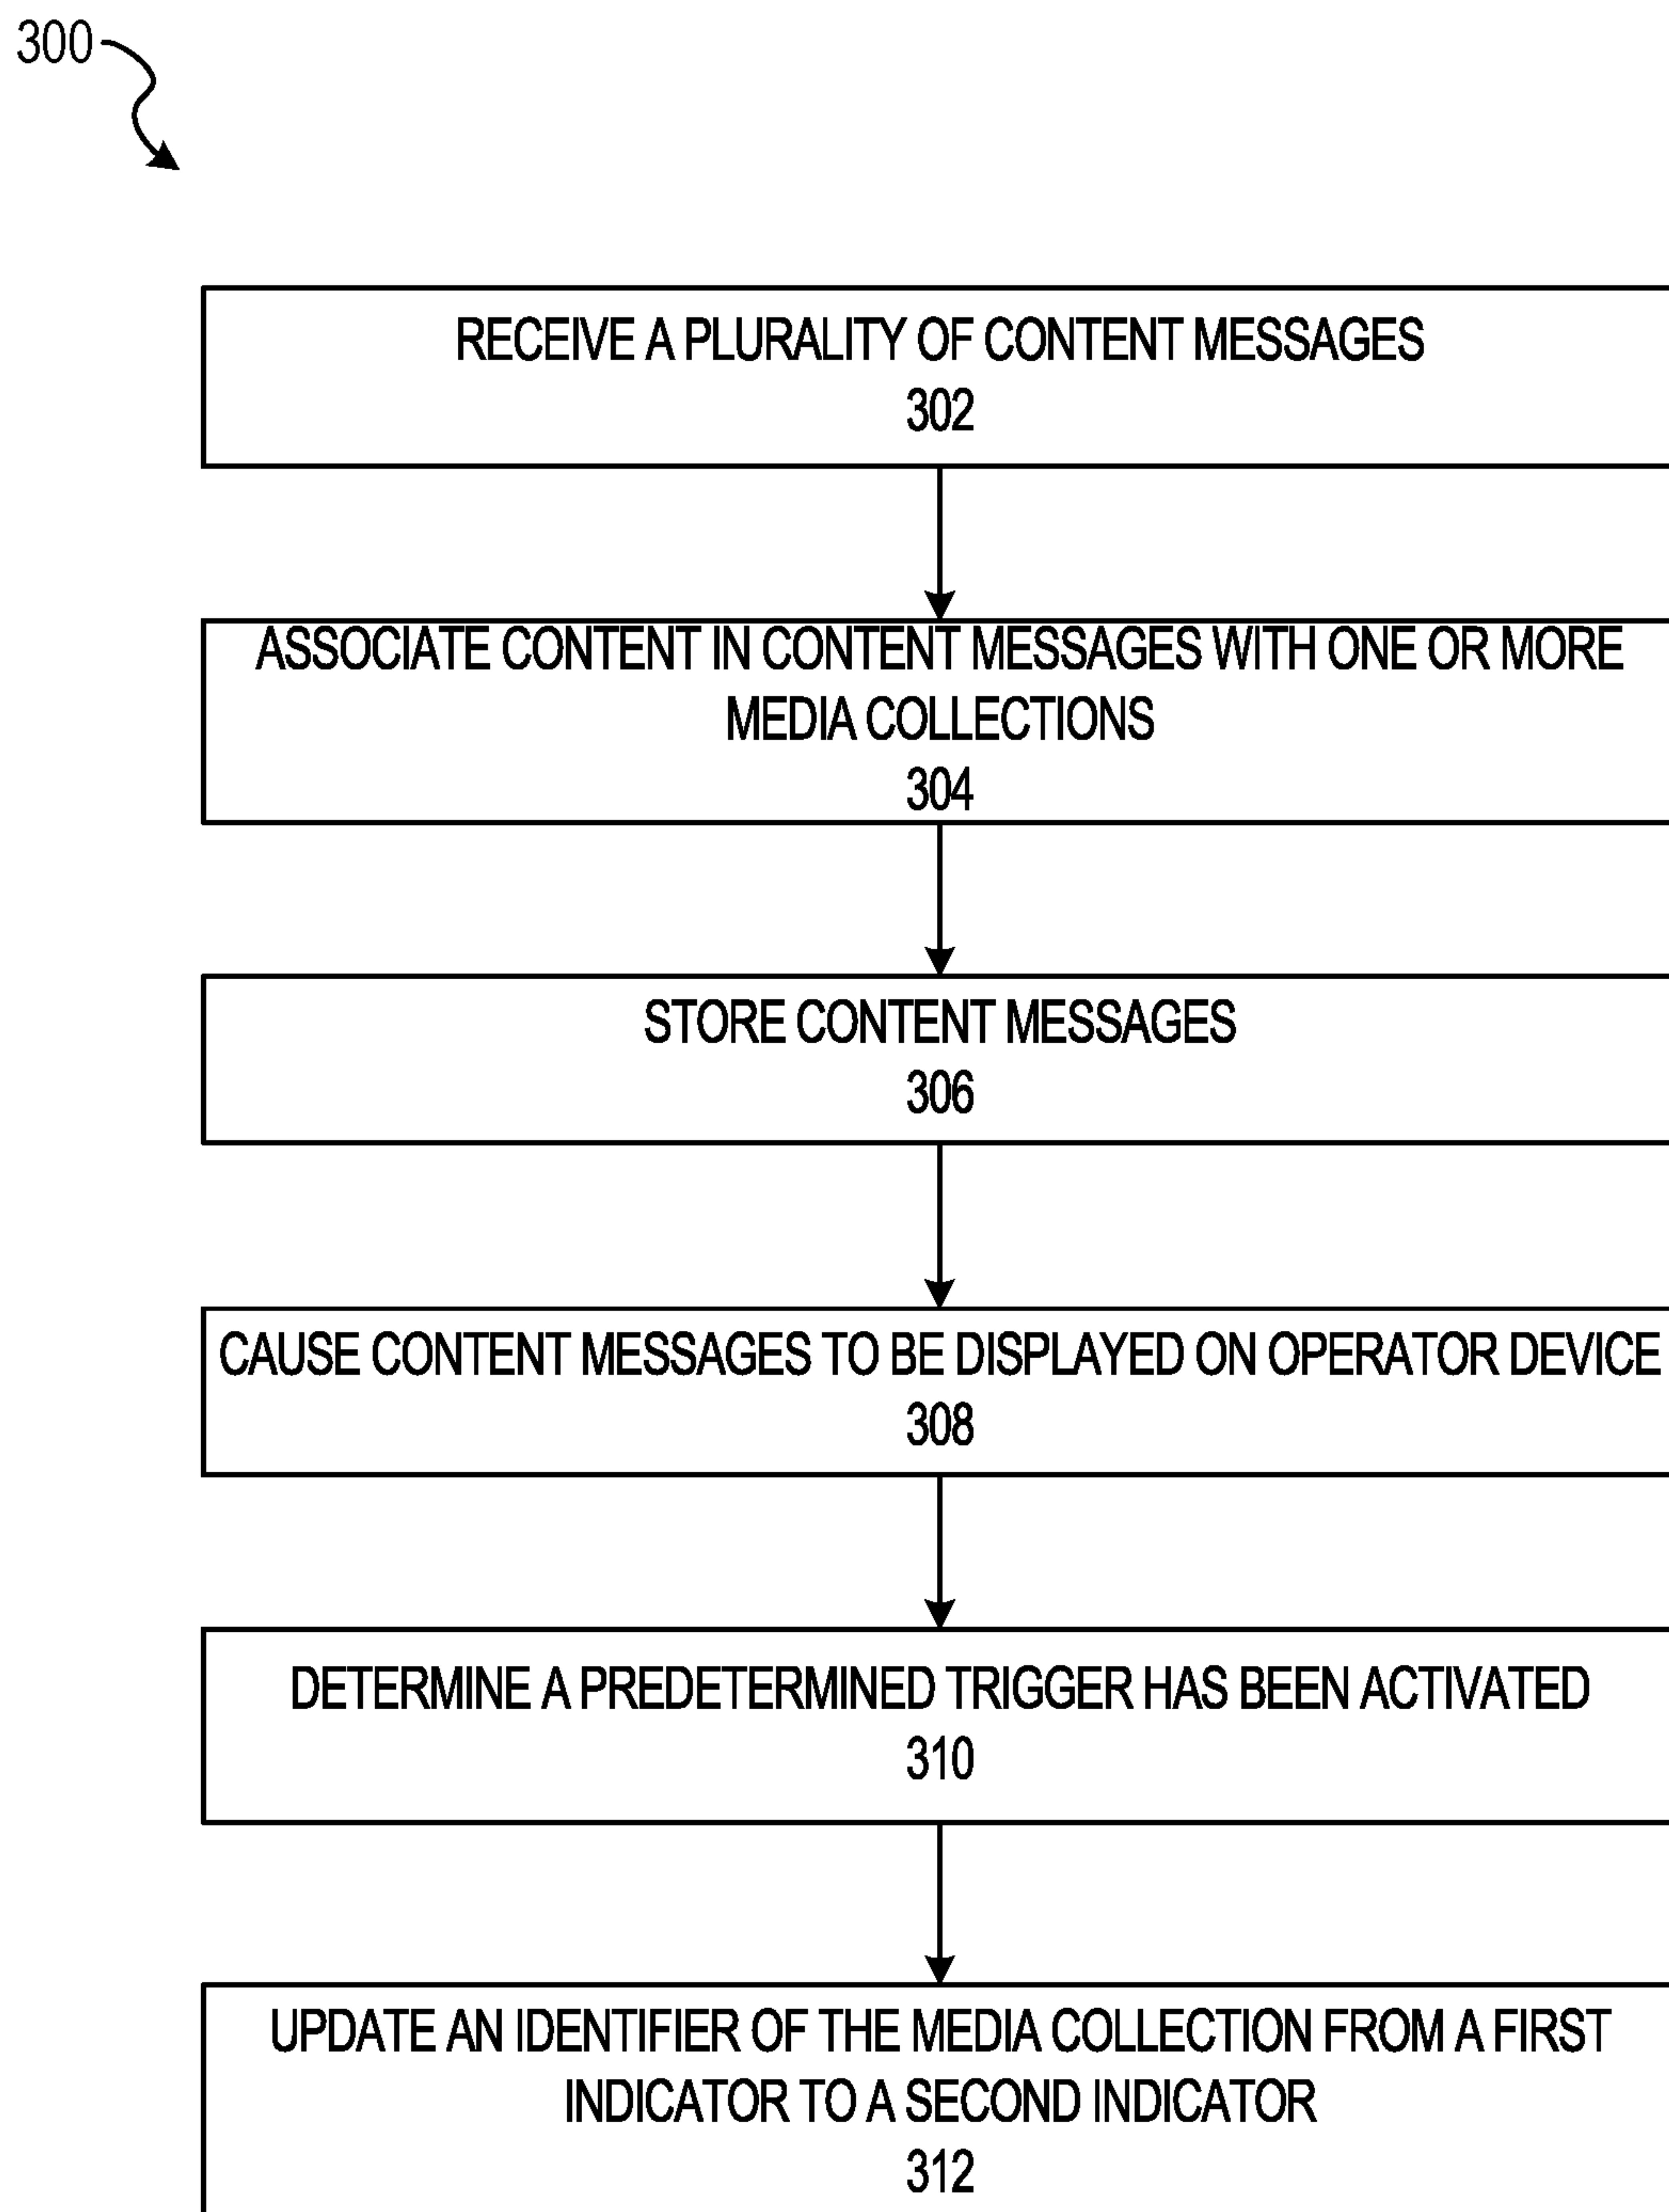 300
RECEIVE A PLURALITY OF CONTENT MESSAGES
302
ASSOCIATE CONTENT IN CONTENT MESSAGES WITH ONE OR MORE
MEDIA COLLECTIONS
304
STORE CONTENT MESSAGES
306
CAUSE CONTENT MESSAGES TO BE DISPLAYED ON OPERATOR DEVICE
308
DETERMINE A PREDETERMINED TRIGGER HAS BEEN ACTIVATED
310
UPDATE AN IDENTIFIER OF THE MEDIA COLLECTION FROM A FIRST
INDICATOR TO A SECOND INDICATOR
312